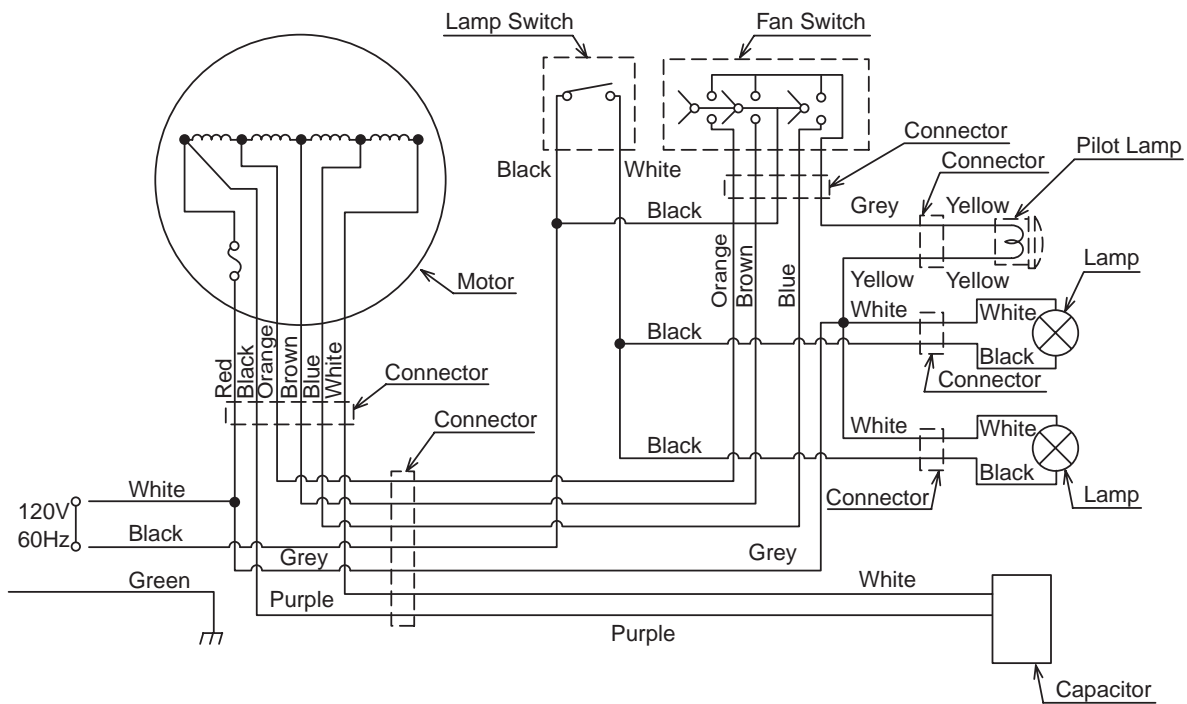 Lamp Switch
Fan Switch
Connector
Connector
Pilot Lamp
Black
White
Black
Grey
Yellow
Orange
Brown
Blue
Lamp
Motor
Yellow
Yellow
White
White
Black
Black
Connector
Red
Black
Orange
Brown
Blue
White
Connector
Connector
White
White
Black
Black
Connector
Lamp
White
120V
60Hz
Black
Grey
Grey
Green
White
Purple
Purple
Capacitor